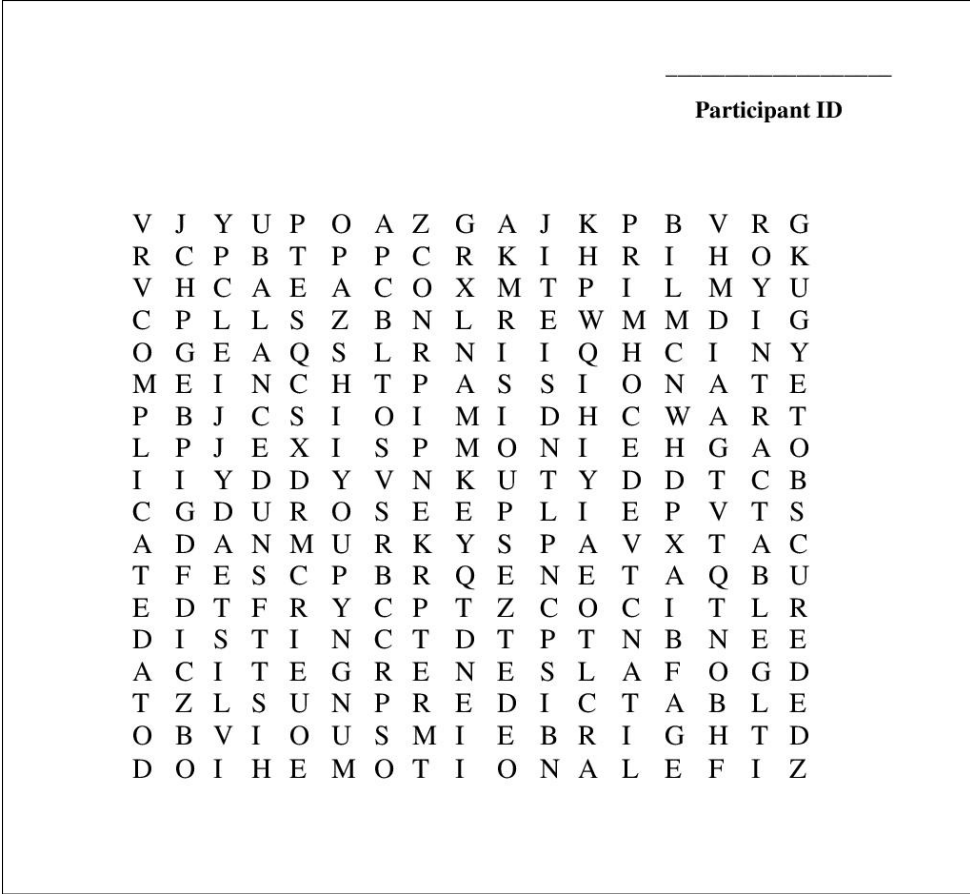 Participant ID
V J Y U P O A Z G A J K P B V R G
R C P B T P P C R K I H R I H O K
V H C A E A C O X M T P I L M Y U
C P L L S Z B N L R E W M M D I G
O G E A Q S L R N I I Q H C I N Y
M E I N C H T P A S S I O N A T E
P B J C S I O I M I D H C W A R T
L P J E X I S P M O N I E H G A O
I I Y D D Y V N K U T Y D D T C B
C G D U R O S E E P L I E P V T S
A D A N M U R K Y S P A V X T A C
T F E S C P B R Q E N E T A Q B U
E D T F R Y C P T Z C O C I T L R
D I S T I N C T D T P T N B N E E
A C I T E G R E N E S L A F O G D
T Z L S U N P R E D I C T A B L E
O B V I O U S M I E B R I G H T D
D O I H E M O T I O N A L E F I Z